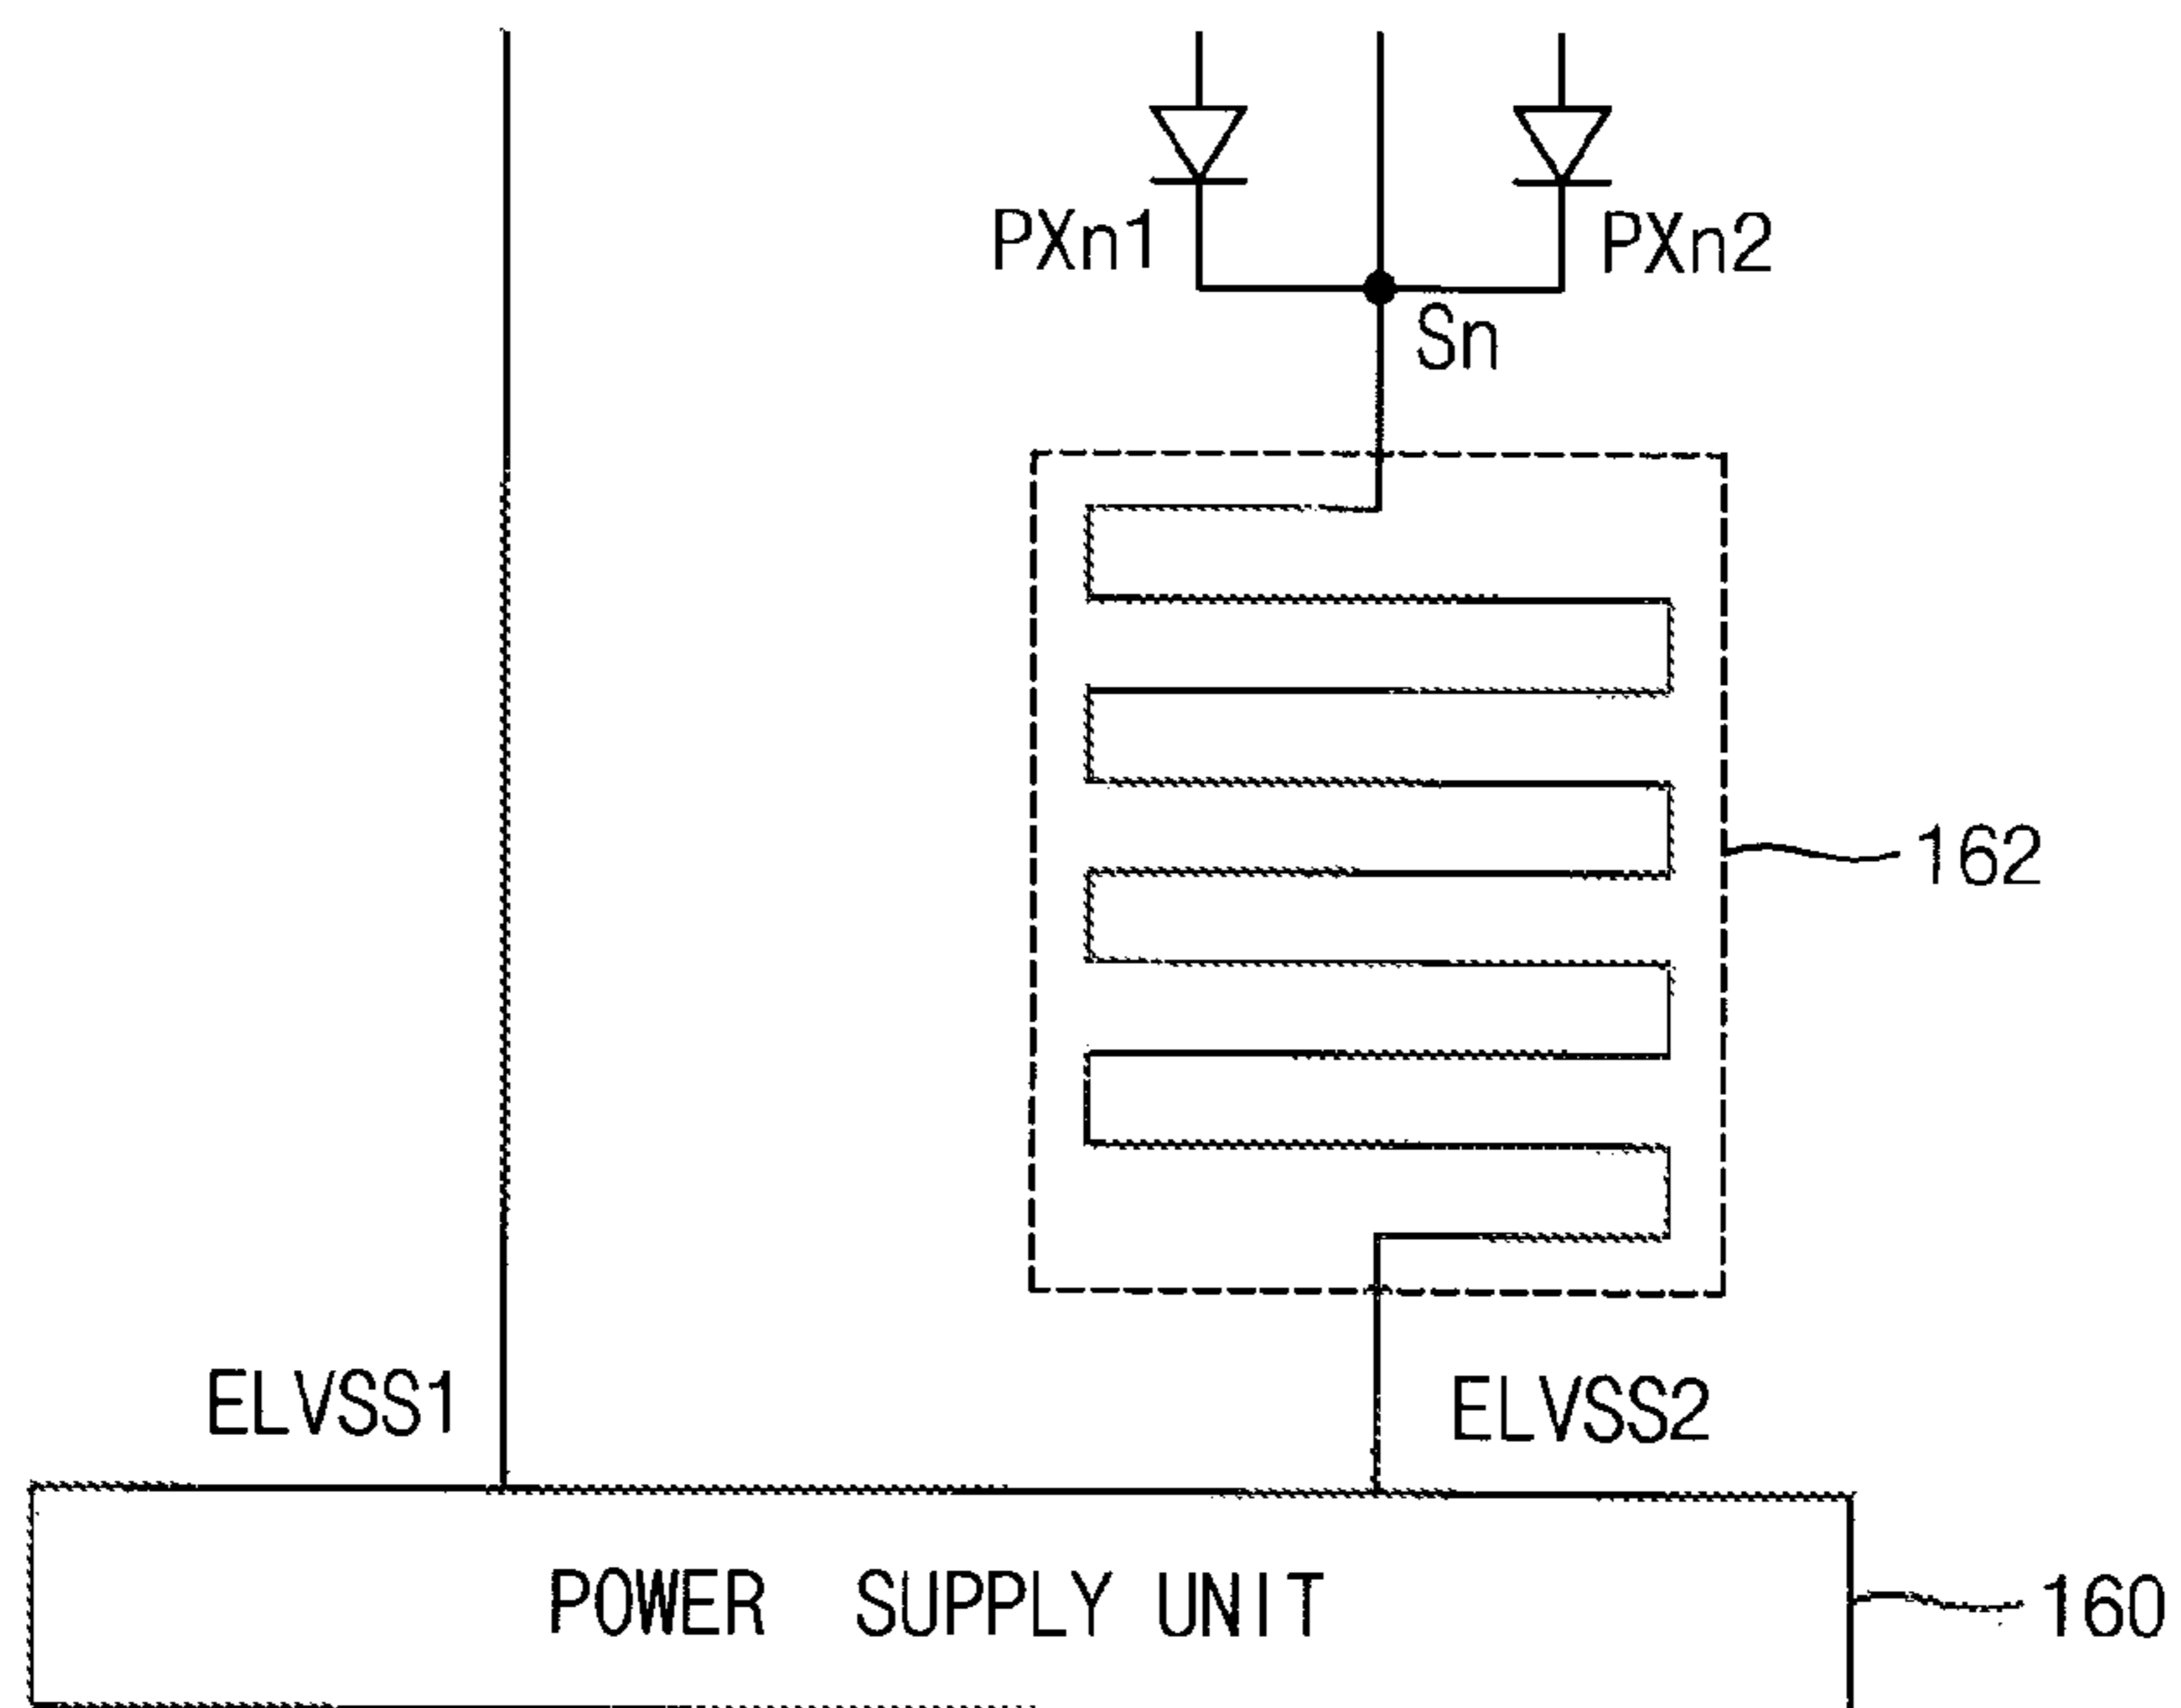 PXn1
PXn2
Sn
162
ELVSS1
ELVSS2
POWER SUPPLY UNIT
160